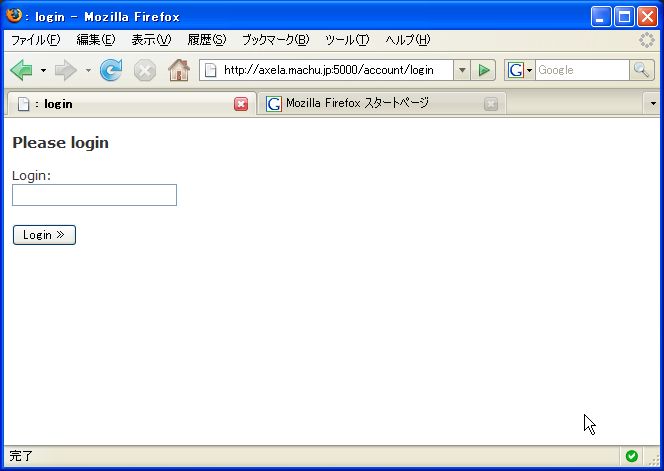 : login - Mozilla Firefox
ファイル(F) 編集(E) 表示(V) 履歴(S) ブックマーク(B) ツール(T) ヘルプ(H)
http://axela.machu.jp:5000/account/login G Google
: login G Mozilla Firefox スタートページ
Please login
Login:
Login »
完了